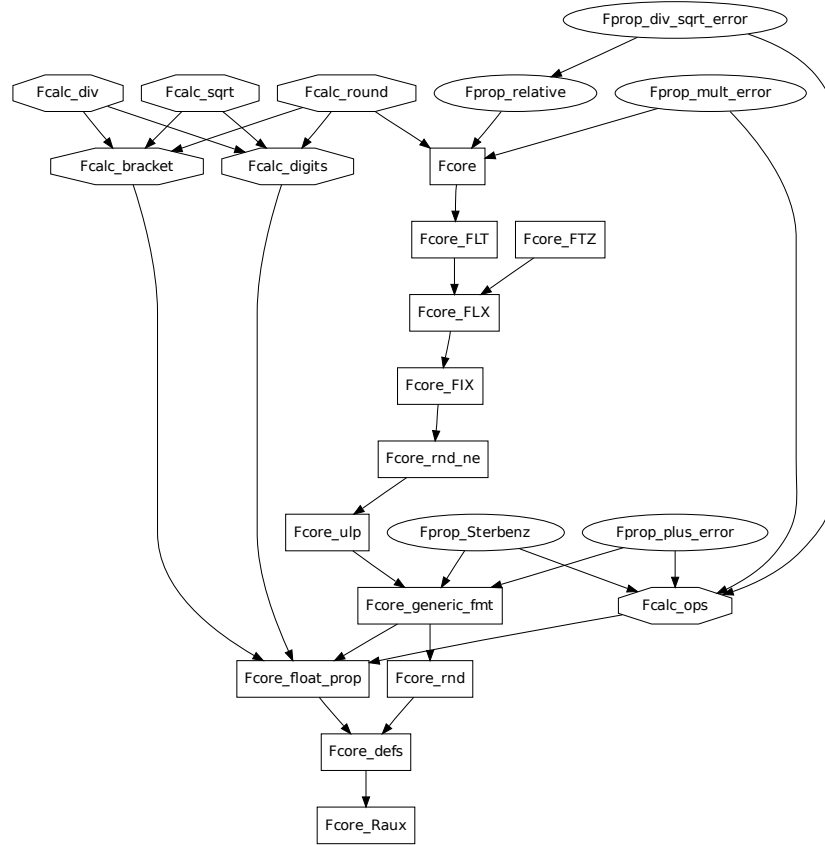 Fprop_div_sqrt_error
Fcalc_div
Fcalc_sqrt
Fcalc_round
Fprop_relative
Fprop_mult_error
Fcalc_bracket
Fcalc_digits
Fcore
Fcore_FLT
Fcore_FTZ
Fcore_FLX
Fcore_FIX
Fcore_rnd_ne
Fcore_ulp
Fprop_Sterbenz
Fprop_plus_error
Fcore_generic_fmt
Fcalc_ops
Fcore_float_prop
Fcore_rnd
Fcore_defs
Fcore_Raux